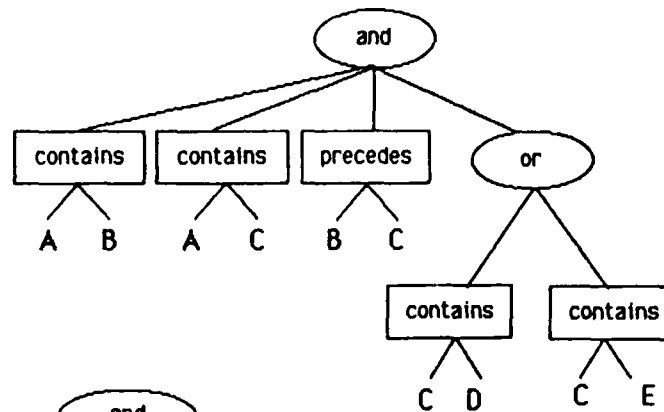 and
contains contains precedes or
A B A C B C
contains contains
C D C E
and